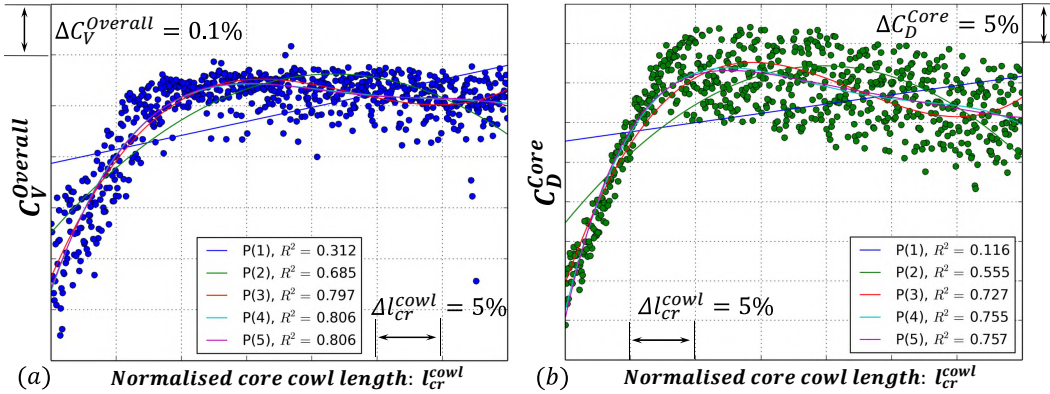 ΔC_V^Overall = 0.1%
C_V^Overall
P(1), R² = 0.312
P(2), R² = 0.685
P(3), R² = 0.797
P(4), R² = 0.806
P(5), R² = 0.806
Δl_cr^cowl = 5%
(a) Normalised core cowl length: l_cr^cowl
ΔC_D^Core = 5%
C_D^Core
Δl_cr^cowl = 5%
P(1), R² = 0.116
P(2), R² = 0.555
P(3), R² = 0.727
P(4), R² = 0.755
P(5), R² = 0.757
(b) Normalised core cowl length: l_cr^cowl